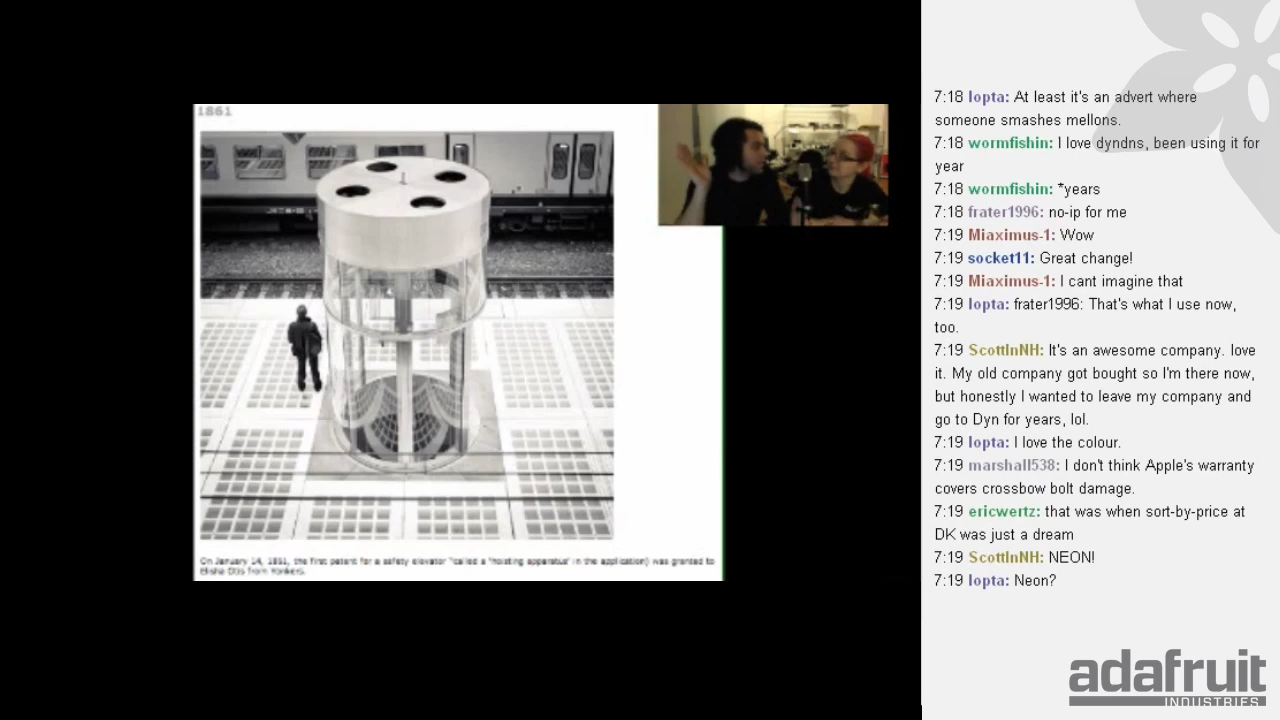 1861
On January 14, 1861, the first patent for a safety elevator "called a "hoisting apparatus" in the application) was granted to
Elisha Otis from Yonkers.
7:18 lopta: At least it's an advert where
someone smashes mellons.
7:18 wormfishin: I love dyndns, been using it for
year
7:18 wormfishin: *years
7:18 frater1996: no-ip for me
7:19 Miaximus-1: Wow
7:19 socket11: Great change!
7:19 Miaximus-1: I cant imagine that
7:19 lopta: frater1996: That's what I use now,
too.
7:19 ScottInNH: It's an awesome company. love
it. My old company got bought so I'm there now,
but honestly I wanted to leave my company and
go to Dyn for years, lol.
7:19 lopta: I love the colour.
7:19 marshall538: I don't think Apple's warranty
covers crossbow bolt damage.
7:19 ericwertz: that was when sort-by-price at
DK was just a dream
7:19 ScottInNH: NEON!
7:19 lopta: Neon?
adafruit
INDUSTRIES